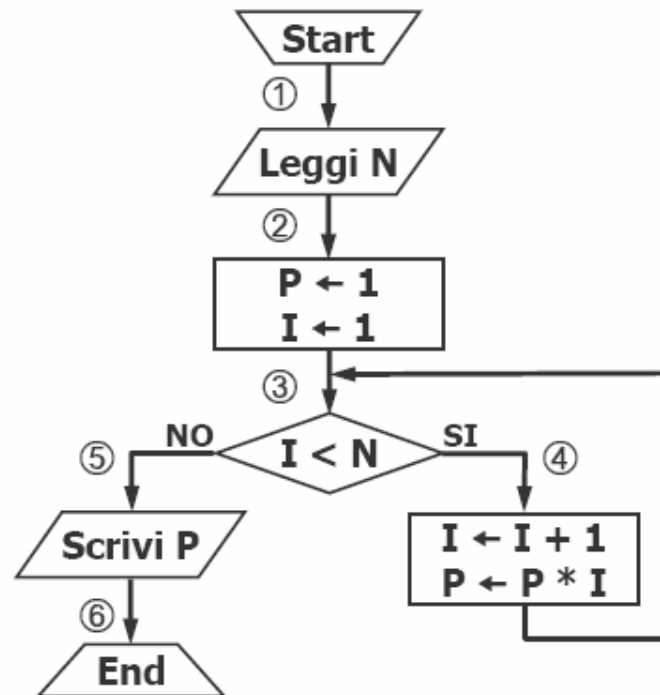 Start
①
Leggi N
②
P ← 1
I ← 1
③
NO
I < N
SI
⑤
④
Scrivi P
I ← I + 1
P ← P * I
⑥
End